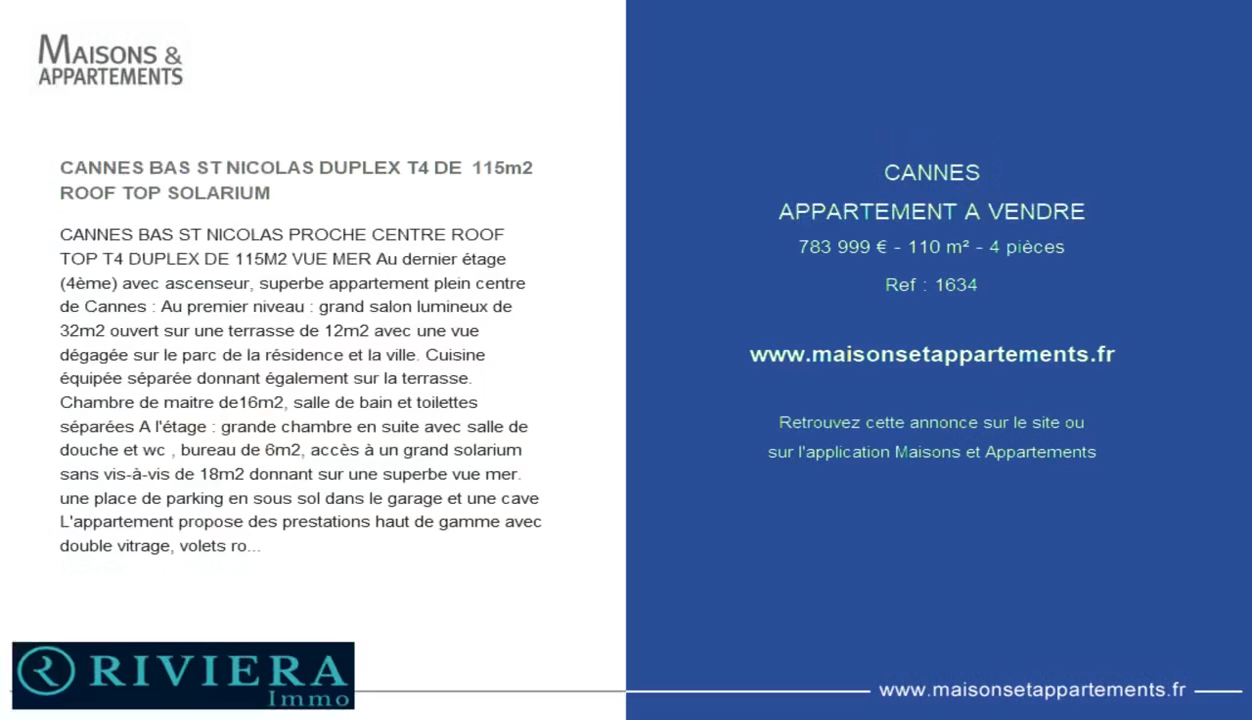 MAISONS &
APPARTEMENTS
CANNES BAS ST NICOLAS DUPLEX T4 DE 115m2
ROOF TOP SOLARIUM
CANNES BAS ST NICOLAS PROCHE CENTRE ROOF
TOP T4 DUPLEX DE 115M2 VUE MER Au dernier étage
(4ème) avec ascenseur, superbe appartement plein centre
de Cannes : Au premier niveau : grand salon lumineux de
32m2 ouvert sur une terrasse de 12m2 avec une vue
dégagée sur le parc de la résidence et la ville. Cuisine
équipée séparée donnant également sur la terrasse.
Chambre de maitre de16m2, salle de bain et toilettes
séparées A l'étage : grande chambre en suite avec salle de
douche et wc , bureau de 6m2, accès à un grand solarium
sans vis-à-vis de 18m2 donnant sur une superbe vue mer.
une place de parking en sous sol dans le garage et une cave
L'appartement propose des prestations haut de gamme avec
double vitrage, volets ro...
RIVIERA
Immo
CANNES
APPARTEMENT A VENDRE
783 999 € - 110 m² - 4 pièces
Ref : 1634
www.maisonsetappartements.fr
Retrouvez cette annonce sur le site ou
sur l'application Maisons et Appartements
www.maisonsetappartements.fr